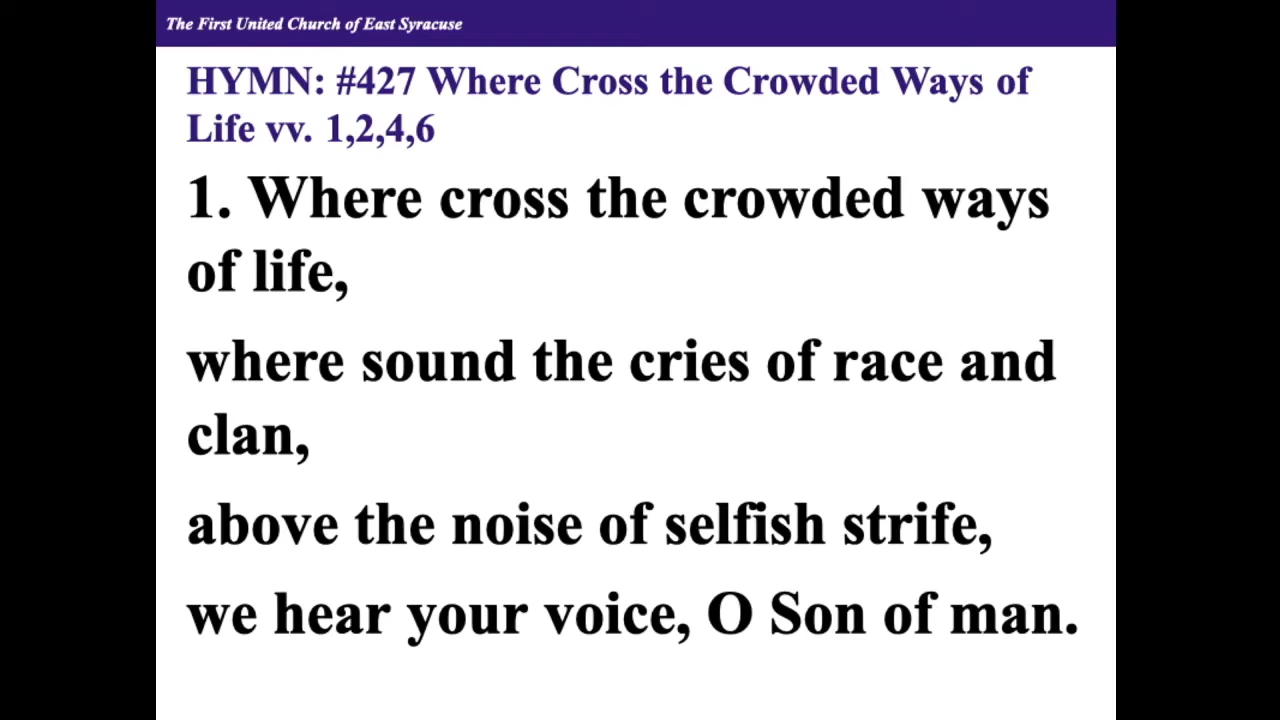 The First United Church of East Syracuse
HYMN: #427 Where Cross the Crowded Ways of
Life vv. 1,2,4,6
1. Where cross the crowded ways
of life,
where sound the cries of race and
clan,
above the noise of selfish strife,
we hear your voice, O Son of man.